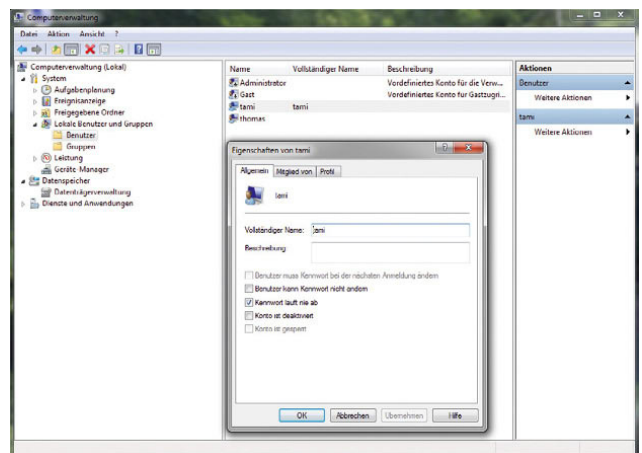 Computerverwaltung
Datei Aktion Ansicht ?
Computerverwaltung (Lokal)
System
Aufgabenplanung
Ereignisanzeige
Freigegebene Ordner
Lokale Benutzer und Gruppen
Benutzer
Gruppen
Leistung
Geräte-Manager
Datenspeicher
Datenträgerverwaltung
Dienste und Anwendungen
Name Vollständiger Name Beschreibung
Administrator Vordefiniertes Konto für die Verw...
Gast Vordefiniertes Konto für Gastzugri...
tami tami
thomas
Aktionen
Benutzer
Weitere Aktionen
tami
Weitere Aktionen
Eigenschaften von tami
Allgemein Mitglied von Profil
tami
Vollständiger Name: tami
Beschreibung:
Benutzer muss Kennwort bei der nächsten Anmeldung ändern
Benutzer kann Kennwort nicht ändern
Kennwort läuft nie ab
Konto ist deaktiviert
Konto ist gesperrt
OK Abbrechen Übernehmen Hilfe